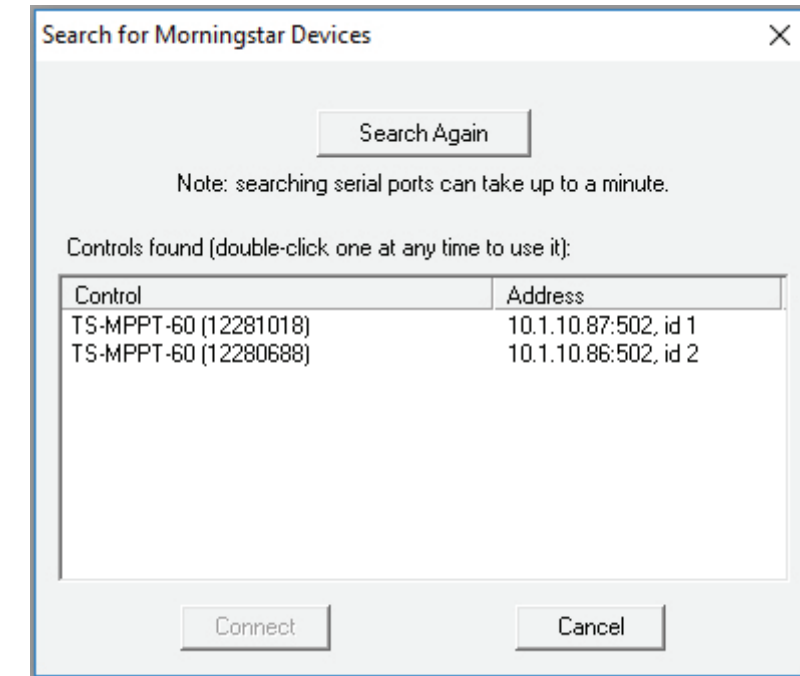 Search for Morningstar Devices
Search Again
Note: searching serial ports can take up to a minute.
Controls found (double-click one at any time to use it):
Control Address
TS-MPPT-60 (12281018) 10.1.10.87:502, id 1
TS-MPPT-60 (12280688) 10.1.10.86:502, id 2
Connect Cancel